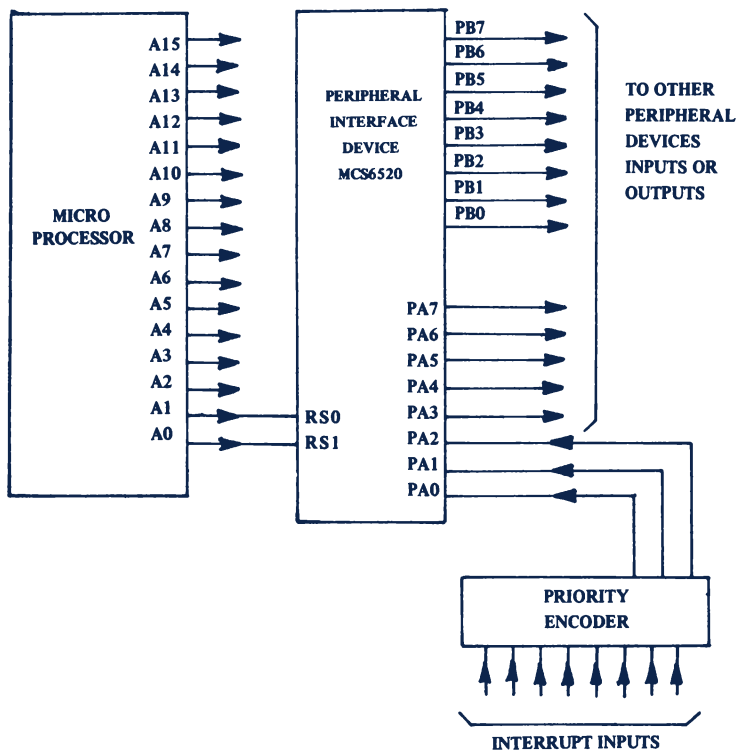 A15
A14
A13
A12
A11
A10
A9
A8
A7
A6
A5
A4
A3
A2
A1
A0
MICRO
PROCESSOR
PERIPHERAL
INTERFACE
DEVICE
MCS6520
RS0
RS1
PB7
PB6
PB5
PB4
PB3
PB2
PB1
PB0
PA7
PA6
PA5
PA4
PA3
PA2
PA1
PA0
TO OTHER
PERIPHERAL
DEVICES
INPUTS OR
OUTPUTS
PRIORITY
ENCODER
INTERRUPT INPUTS